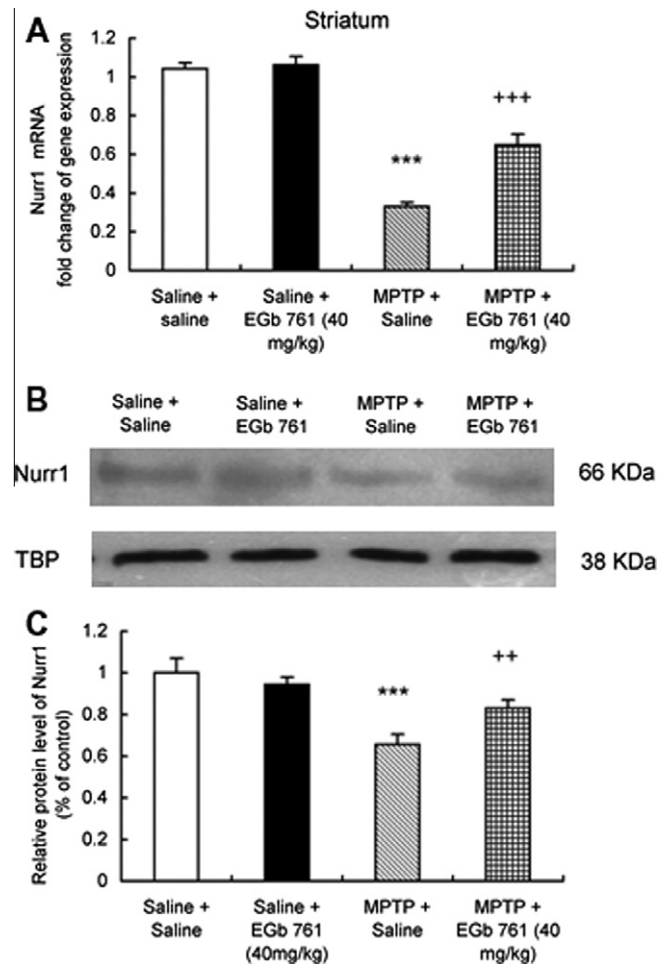 A
Striatum
Nurr1 mRNA
fold change of gene expression
1.2
1
0.8
0.6
0.4
0.2
0
***
+++
Saline +
saline
Saline +
EGb 761 (40
mg/kg)
MPTP +
Saline
MPTP +
EGb 761 (40
mg/kg)
B
Saline +
Saline
Saline +
EGb 761
MPTP +
Saline
MPTP +
EGb 761
Nurr1
66 KDa
TBP
38 KDa
C
Relative protein level of Nurr1
(% of control)
1.2
1
0.8
0.6
0.4
0.2
0
***
++
Saline +
Saline
Saline +
EGb 761
(40mg/kg)
MPTP +
Saline
MPTP +
EGb 761 (40
mg/kg)